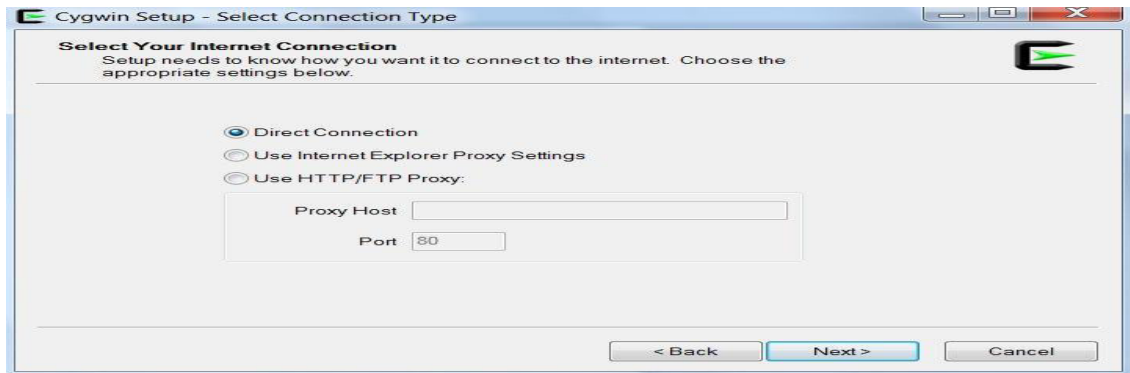 Cygwin Setup - Select Connection Type
Select Your Internet Connection
Setup needs to know how you want it to connect to the internet. Choose the
appropriate settings below.
Direct Connection
Use Internet Explorer Proxy Settings
Use HTTP/FTP Proxy:
Proxy Host
Port 80
< Back Next > Cancel